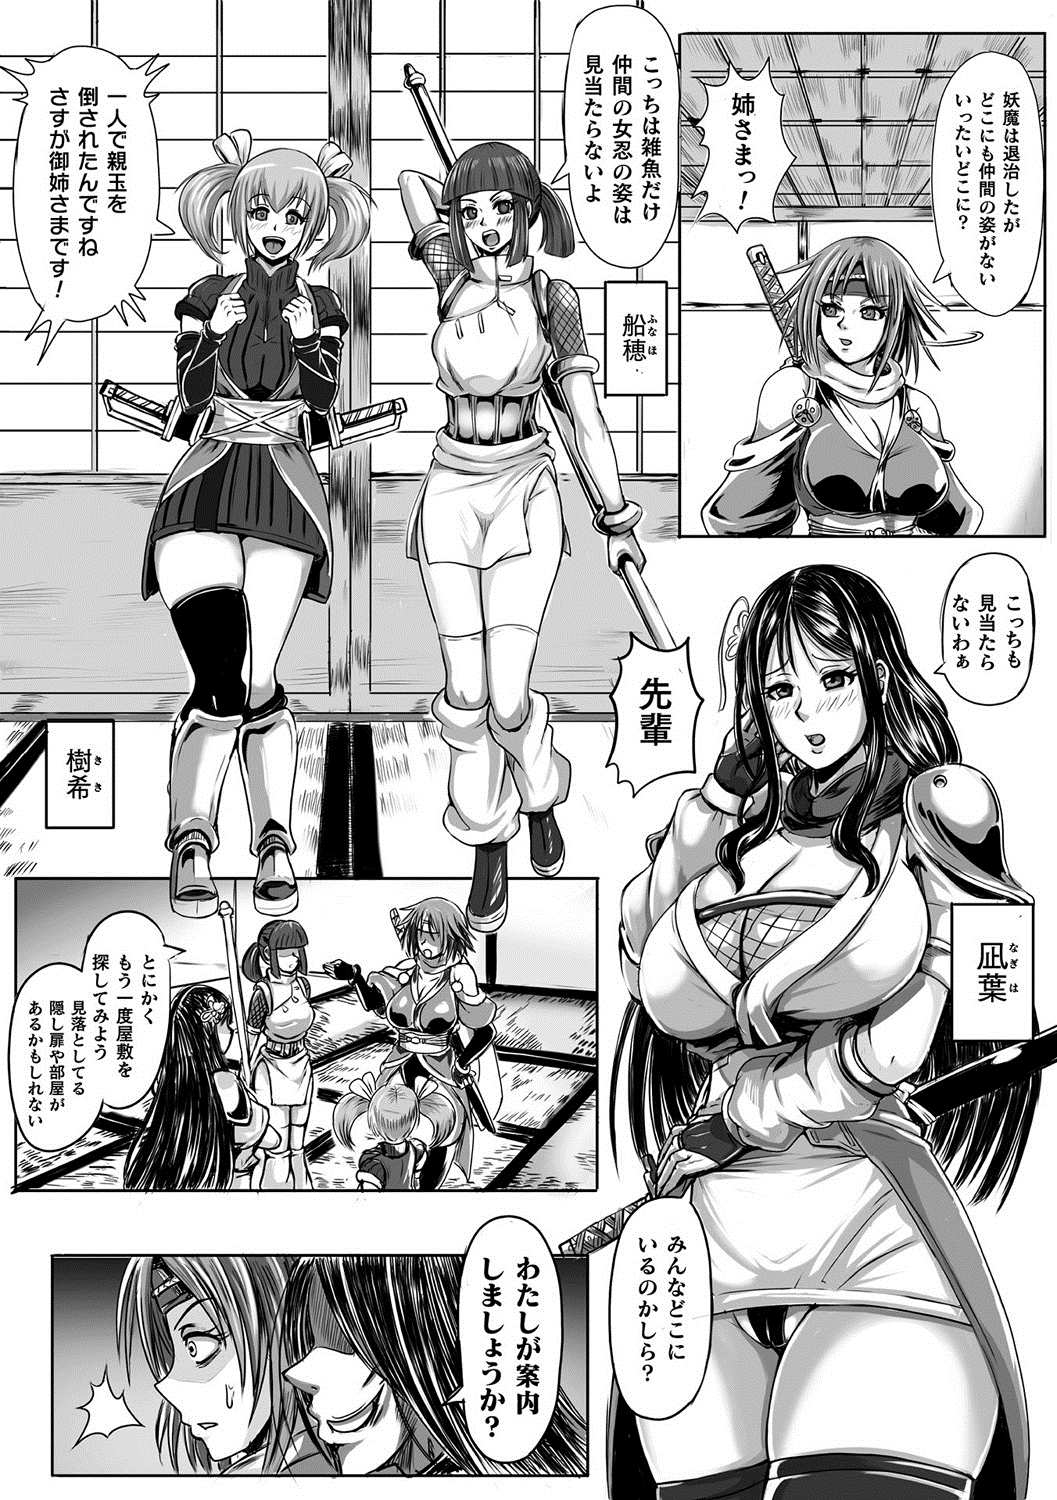 妖魔は退治したが
どこにも仲間の姿がない
いったいどこに？
姉さまっ！
こっちは雑魚だけ
仲間の女忍の姿は
見当たらないよ
船穂
ふなほ
一人で親玉を
倒されたんですね
さすが御姉さまです！
樹希
きき
こっちも
見当たら
ないわぁ
先輩
凪葉
なぎは
みんなどこに
いるのかしら？
とにかく
もう一度屋敷を
探してみよう
見落としてる
隠し扉や部屋が
あるかもしれない
わたしが案内
しましょうか？